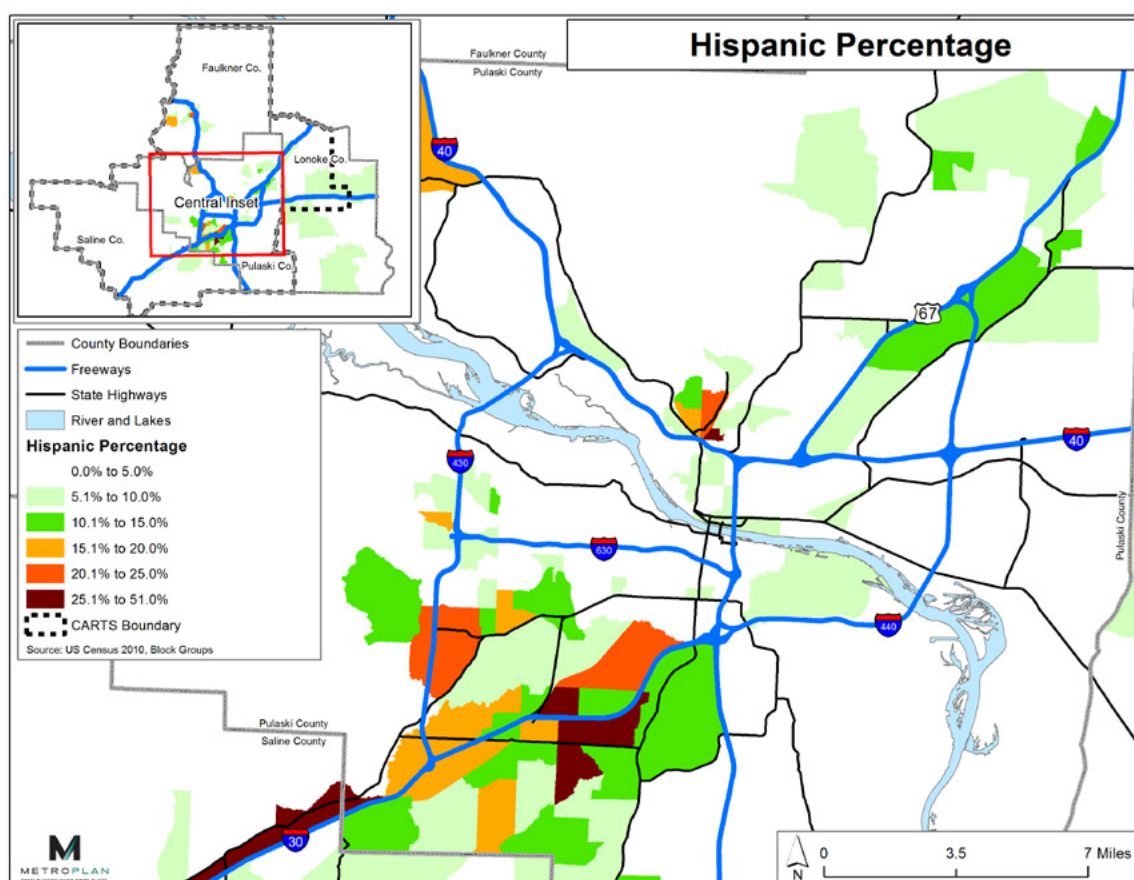 Hispanic Percentage
Faulkner County
Pulaski County
Faulkner Co.
Lonoke Co.
Central Inset
Saline Co.
Pulaski Co.
40
67
40
430
630
440
30
Pulaski County
Pulaski County
Saline County
County Boundaries
Freeways
State Highways
River and Lakes
Hispanic Percentage
0.0% to 5.0%
5.1% to 10.0%
10.1% to 15.0%
15.1% to 20.0%
20.1% to 25.0%
25.1% to 51.0%
CARTS Boundary
Source: US Census 2010, Block Groups
METROPLAN
N
0 3.5 7 Miles